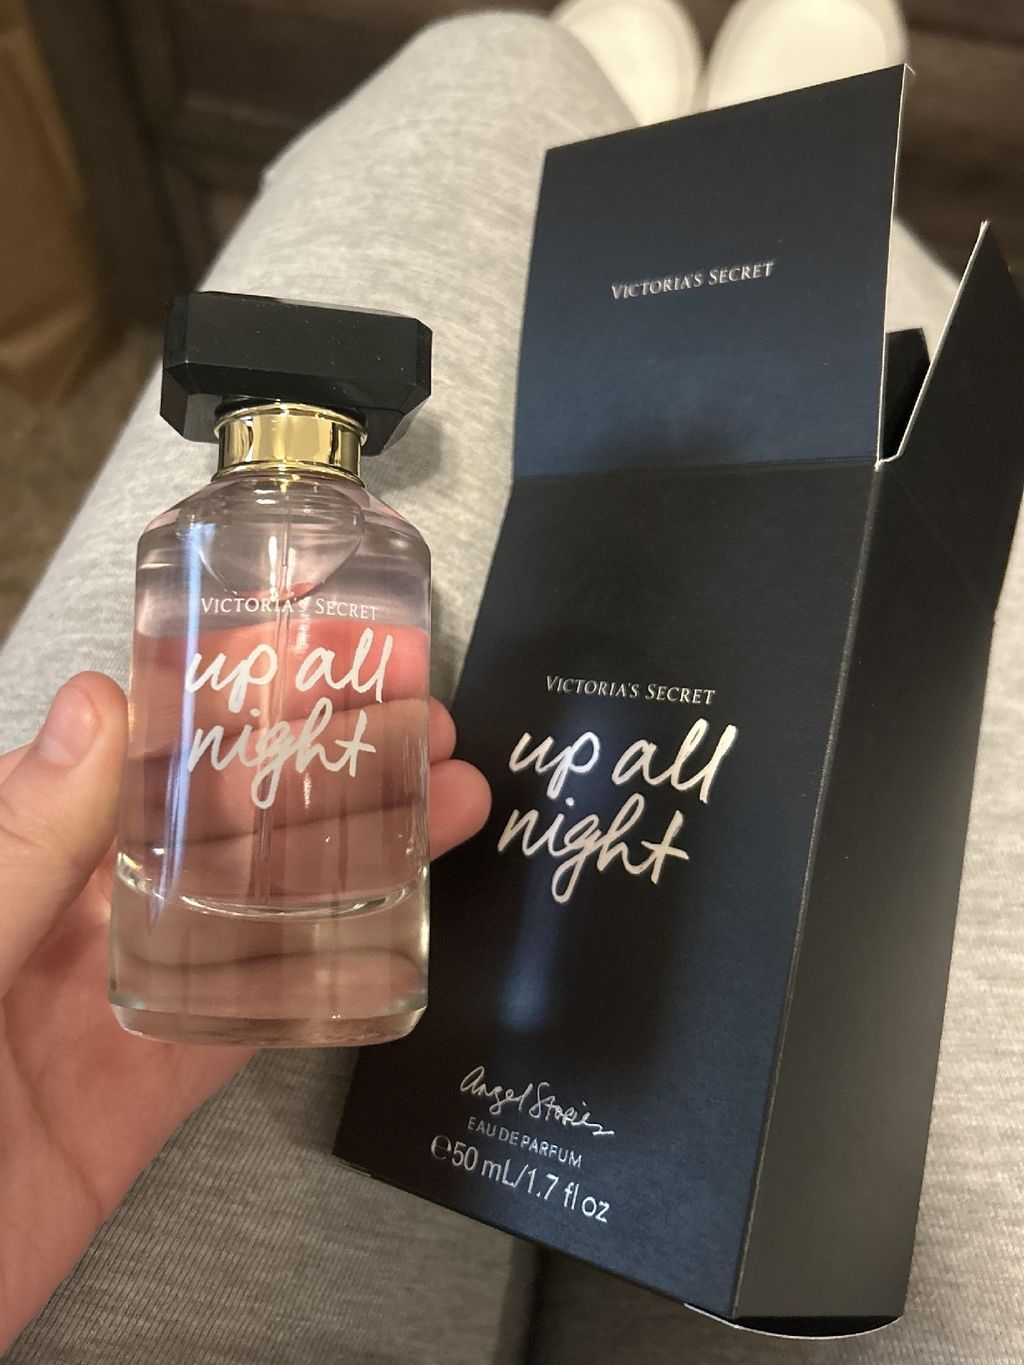 VICTORIA'S SECRET
up all
night
VICTORIA'S SECRET
VICTORIA'S SECRET
up all
night
Angel Stories
EAU DE PARFUM
℮50 mL/1.7 fl oz